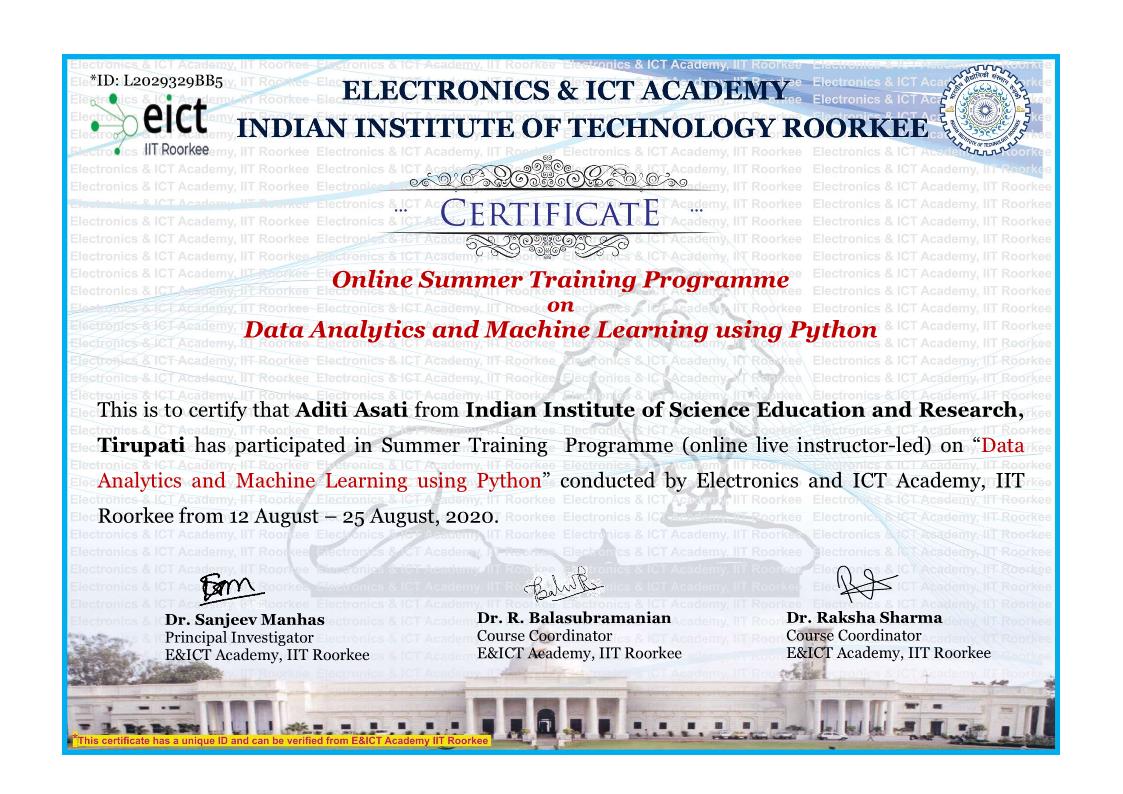 *ID: L2029329BB5
eict
IIT Roorkee
ELECTRONICS & ICT ACADEMY
INDIAN INSTITUTE OF TECHNOLOGY ROORKEE
··· CERTIFICATE ···
Online Summer Training Programme
on
Data Analytics and Machine Learning using Python
This is to certify that Aditi Asati from Indian Institute of Science Education and Research,
Tirupati has participated in Summer Training Programme (online live instructor-led) on “Data
Analytics and Machine Learning using Python” conducted by Electronics and ICT Academy, IIT
Roorkee from 12 August – 25 August, 2020.
Dr. Sanjeev Manhas
Principal Investigator
E&ICT Academy, IIT Roorkee
Dr. R. Balasubramanian
Course Coordinator
E&ICT Academy, IIT Roorkee
Dr. Raksha Sharma
Course Coordinator
E&ICT Academy, IIT Roorkee
*This certificate has a unique ID and can be verified from E&ICT Academy IIT Roorkee